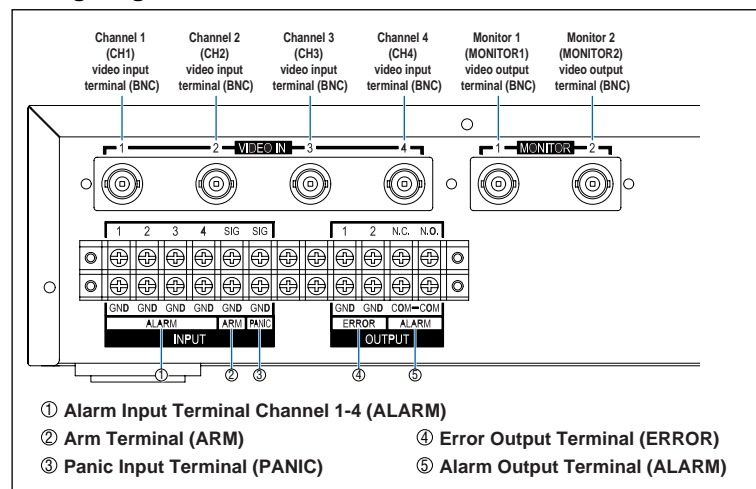 Channel 1 Channel 2 Channel 3 Channel 4 Monitor 1 Monitor 2
(CH1) (CH2) (CH3) (CH4) (MONITOR1) (MONITOR2)
video input video input video input video input video output video output
terminal (BNC) terminal (BNC) terminal (BNC) terminal (BNC) terminal (BNC) terminal (BNC)
1 2 VIDEO IN 3 4 1 MONITOR 2
1 2 3 4 SIG SIG 1 2 N.C. N.O.
GND GND GND GND GND GND GND GND COM COM
ALARM ARM PANIC ERROR ALARM
INPUT OUTPUT
① ② ③ ④ ⑤
① Alarm Input Terminal Channel 1-4 (ALARM)
② Arm Terminal (ARM) ④ Error Output Terminal (ERROR)
③ Panic Input Terminal (PANIC) ⑤ Alarm Output Terminal (ALARM)